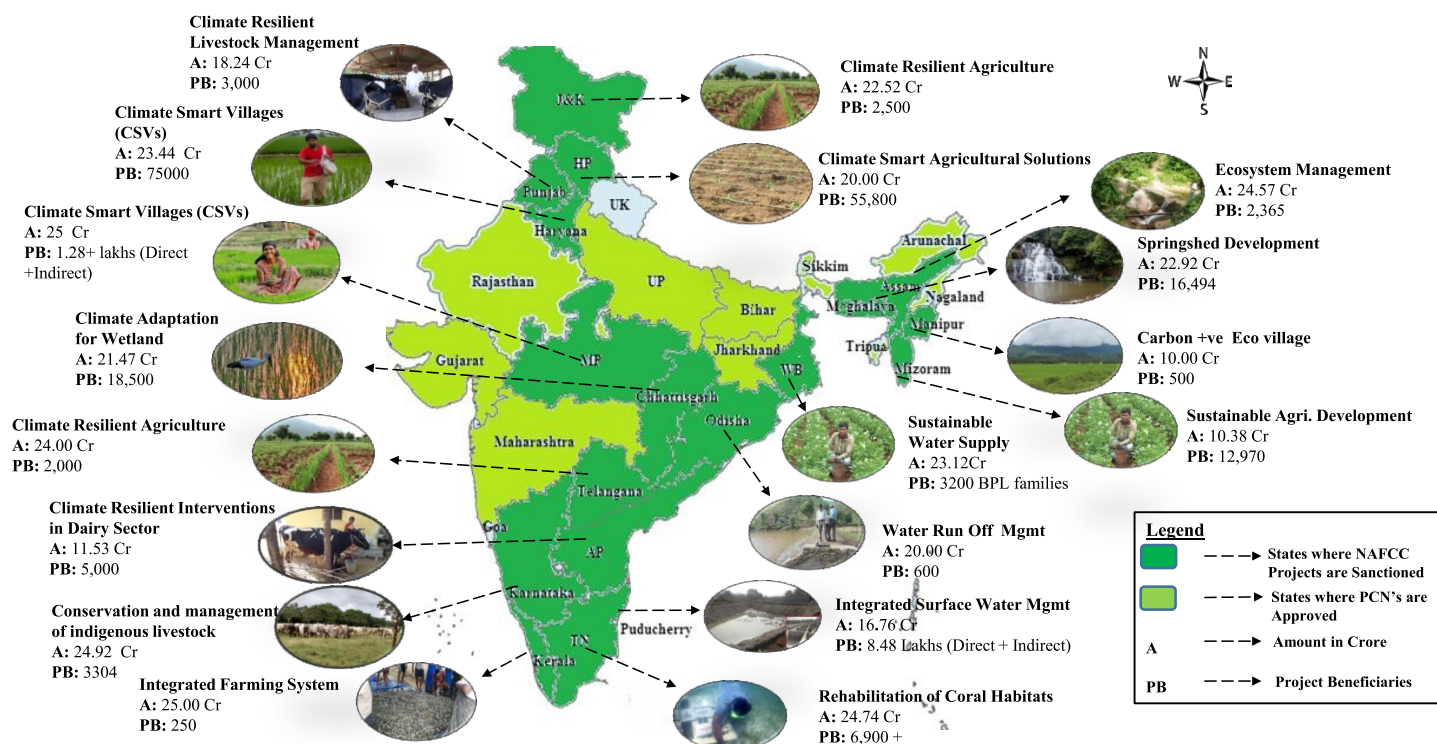 Climate Resilient
Livestock Management
A: 18.24 Cr
PB: 3,000
Climate Smart Villages
(CSVs)
A: 23.44 Cr
PB: 75000
Climate Smart Villages (CSVs)
A: 25 Cr
PB: 1.28+ lakhs (Direct
+Indirect)
Climate Adaptation
for Wetland
A: 21.47 Cr
PB: 18,500
Climate Resilient Agriculture
A: 24.00 Cr
PB: 2,000
Climate Resilient Interventions
in Dairy Sector
A: 11.53 Cr
PB: 5,000
Conservation and management
of indigenous livestock
A: 24.92 Cr
PB: 3304
Integrated Farming System
A: 25.00 Cr
PB: 250
J&K
HP
Punjab
UK
Haryana
Rajasthan
UP
Bihar
Sikkim
Arunachal
Assam
Nagaland
Meghalaya
Manipur
Tripua
Mizoram
Gujarat
MP
Jharkhand
WB
Chhattisgarh
Odisha
Maharashtra
Telangana
Goa
AP
Karnataka
Puducherry
TN
Kerala
Climate Resilient Agriculture
A: 22.52 Cr
PB: 2,500
Climate Smart Agricultural Solutions
A: 20.00 Cr
PB: 55,800
N
W E
S
Ecosystem Management
A: 24.57 Cr
PB: 2,365
Springshed Development
A: 22.92 Cr
PB: 16,494
Carbon +ve Eco village
A: 10.00 Cr
PB: 500
Sustainable Agri. Development
A: 10.38 Cr
PB: 12,970
Sustainable
Water Supply
A: 23.12Cr
PB: 3200 BPL families
Water Run Off Mgmt
A: 20.00 Cr
PB: 600
Integrated Surface Water Mgmt
A: 16.76 Cr
PB: 8.48 Lakhs (Direct + Indirect)
Rehabilitation of Coral Habitats
A: 24.74 Cr
PB: 6,900 +
Legend
States where NAFCC
Projects are Sanctioned
States where PCN's are
Approved
A Amount in Crore
PB Project Beneficiaries